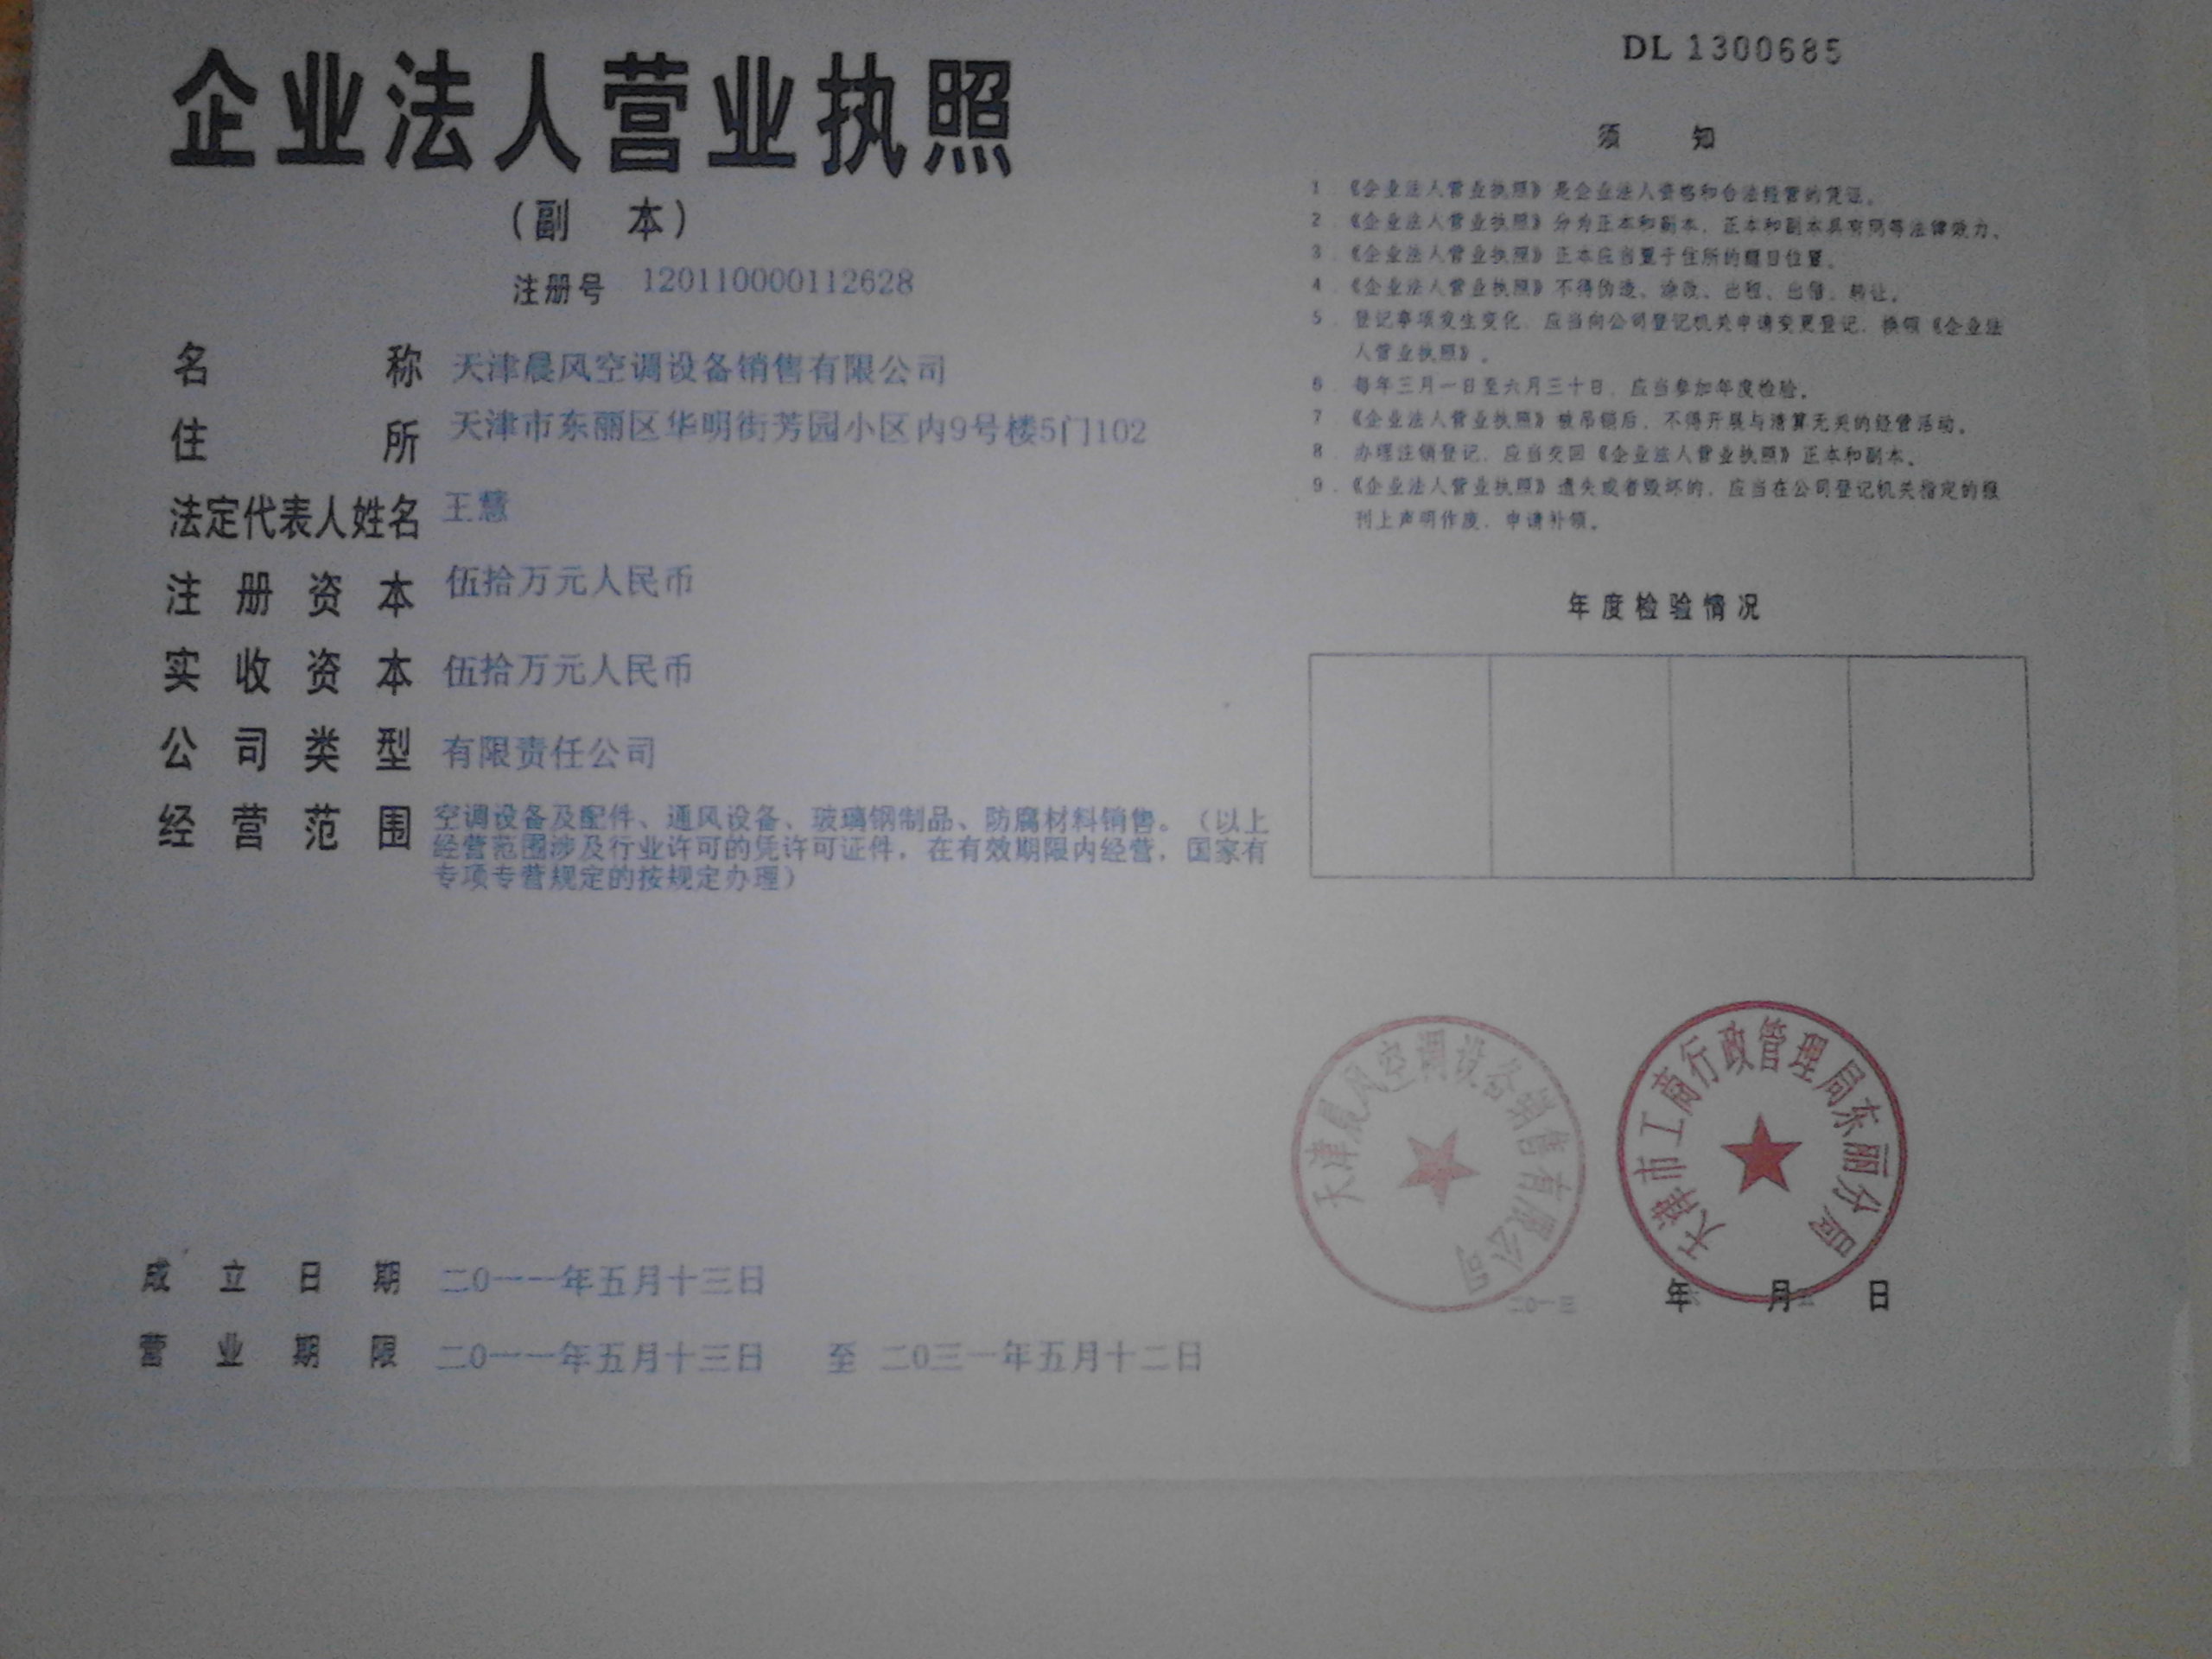 企业法人营业执照
（副 本）
注册号 120110000112628
名 称 天津晨风空调设备销售有限公司
住 所 天津市东丽区华明街芳园小区内9号楼5门102
法定代表人姓名 王慧
注册资本 伍拾万元人民币
实收资本 伍拾万元人民币
公司类型 有限责任公司
经营范围 空调设备及配件、通风设备、玻璃钢制品、防腐材料销售。（以上
经营范围涉及行业许可的凭许可证件，在有效期限内经营，国家有
专项专营规定的按规定办理）
成立日期 二0一一年五月十三日
营业期限 二0一一年五月十三日 至 二0三一年五月十二日
DL 1300685
须 知
1．《企业法人营业执照》是企业法人资格和合法经营的凭证。
2．《企业法人营业执照》分为正本和副本，正本和副本具有同等法律效力。
3．《企业法人营业执照》正本应当置于住所的醒目位置。
4．《企业法人营业执照》不得伪造、涂改、出租、出借、转让。
5．登记事项发生变化，应当向公司登记机关申请变更登记，换领《企业法
人营业执照》。
6．每年三月一日至六月三十日，应当参加年度检验。
7．《企业法人营业执照》被吊销后，不得开展与清算无关的经营活动。
8．办理注销登记，应当交回《企业法人营业执照》正本和副本。
9．《企业法人营业执照》遗失或者毁坏的，应当在公司登记机关指定的报
刊上声明作废，申请补领。
年度检验情况
天津晨风空调设备销售有限公司
天津市工商行政管理局东丽分局
二0一三 年 月 日